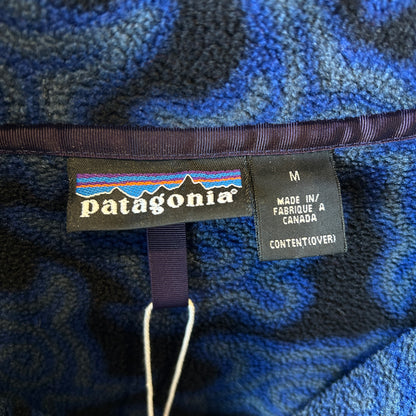 patagonia®
M
MADE IN/
FABRIQUE A
CANADA
CONTENT(OVER)